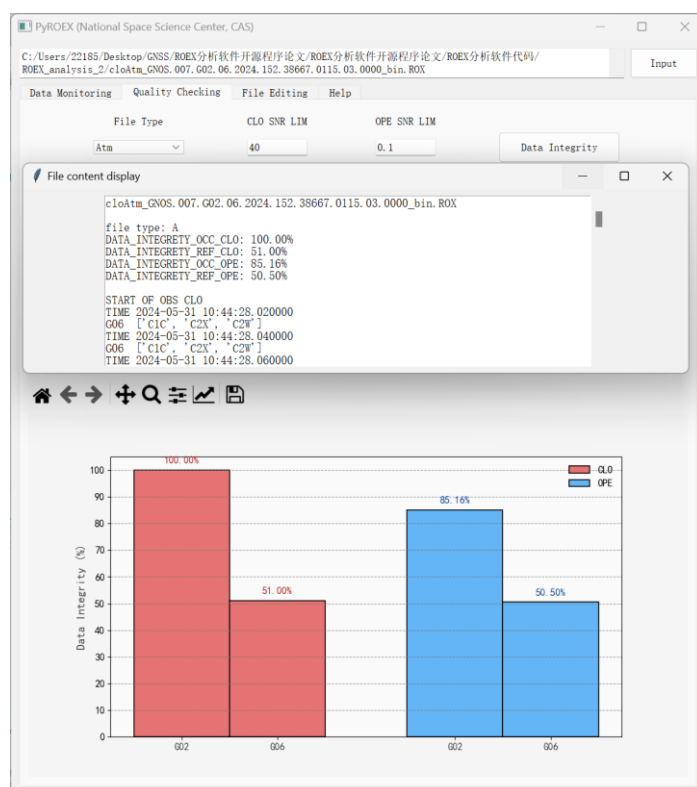 PyROEX (National Space Science Center, CAS)
C:/Users/22185/Desktop/GNSS/ROEX分析软件开源程序论文/ROEX分析软件开源程序论文/ROEX分析软件代码/
ROEX_analysis_2/cloAtm_GNOS.007.G02.06.2024.152.38667.0115.03.0000_bin.ROX
Input
Data Monitoring Quality Checking File Editing Help
File Type CLO SNR LIM OPE SNR LIM
Atm 40 0.1 Data Integrity
File content display
cloAtm_GNOS.007.G02.06.2024.152.38667.0115.03.0000_bin.ROX
file type: A
DATA_INTEGRETY_OCC_CLO: 100.00%
DATA_INTEGRETY_REF_CLO: 51.00%
DATA_INTEGRETY_OCC_OPE: 85.16%
DATA_INTEGRETY_REF_OPE: 50.50%
START OF OBS CLO
TIME 2024-05-31 10:44:28.020000
G06 ['C1C', 'C2X', 'C2W']
TIME 2024-05-31 10:44:28.040000
G06 ['C1C', 'C2X', 'C2W']
TIME 2024-05-31 10:44:28.060000
Data Integrity (%)
100
90
80
70
60
50
40
30
20
10
0
100.00%
51.00%
85.16%
50.50%
CLO
OPE
G02 G06 G02 G06